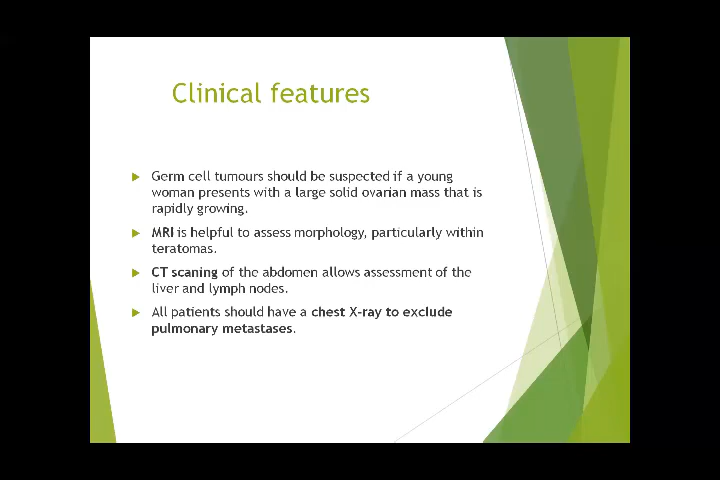 Clinical features
Germ cell tumours should be suspected if a young
woman presents with a large solid ovarian mass that is
rapidly growing.
MRI is helpful to assess morphology, particularly within
teratomas.
CT scaning of the abdomen allows assessment of the
liver and lymph nodes.
All patients should have a chest X-ray to exclude
pulmonary metastases.